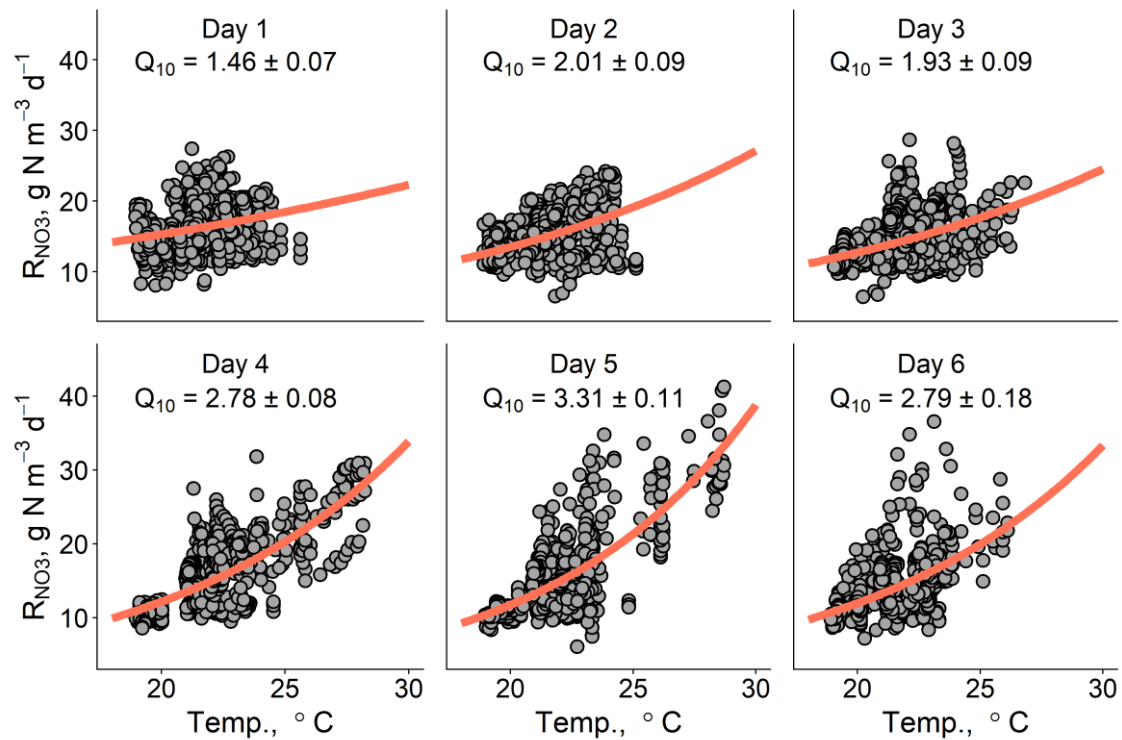 Day 1
Q₁₀ = 1.46 ± 0.07
Day 2
Q₁₀ = 2.01 ± 0.09
Day 3
Q₁₀ = 1.93 ± 0.09
R_NO3, g N m⁻³ d⁻¹
40
30
20
10
Day 4
Q₁₀ = 2.78 ± 0.08
Day 5
Q₁₀ = 3.31 ± 0.11
Day 6
Q₁₀ = 2.79 ± 0.18
R_NO3, g N m⁻³ d⁻¹
40
30
20
10
20 25 30
20 25 30
20 25 30
Temp., ° C
Temp., ° C
Temp., ° C